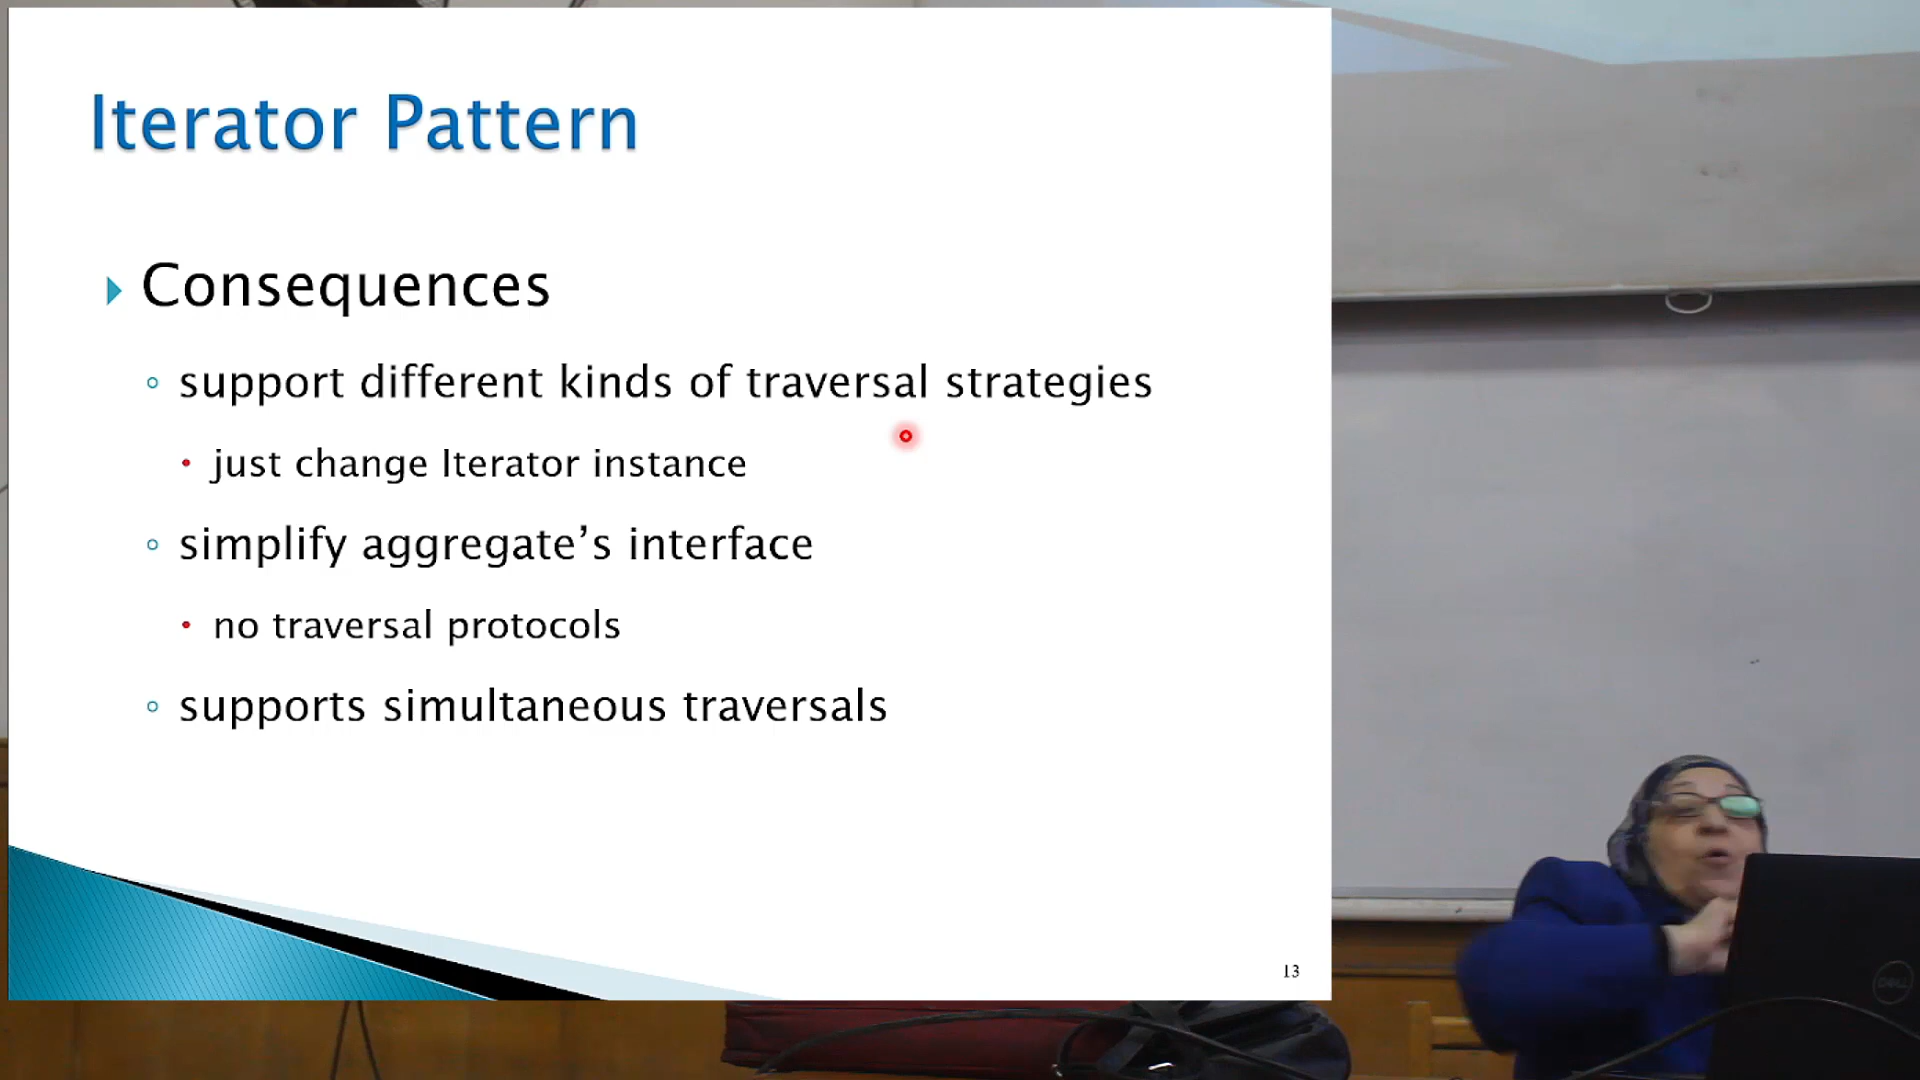 Iterator Pattern
Consequences
support different kinds of traversal strategies
just change Iterator instance
simplify aggregate’s interface
no traversal protocols
supports simultaneous traversals
13
DELL